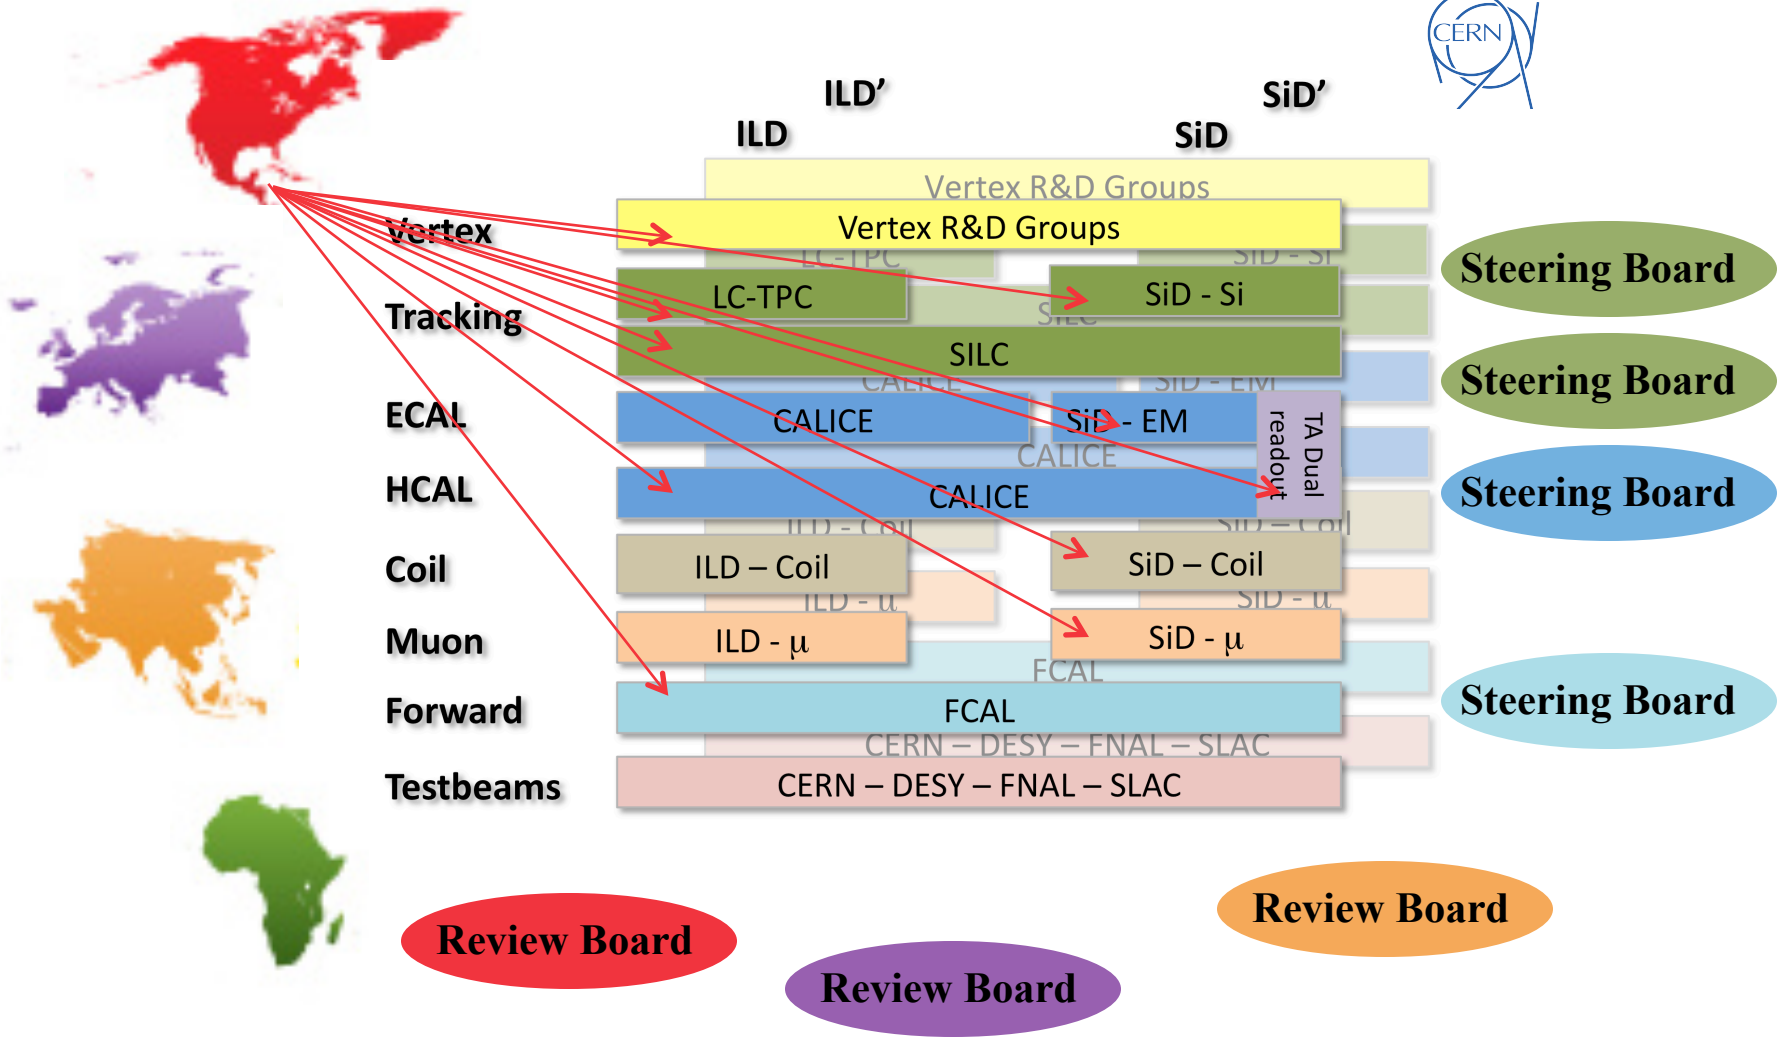 CERN
ILD’
SiD’
ILD
SiD
Vertex R&D Groups
Vertex
Vertex R&D Groups
LC-TPC
SiD - Si
Steering Board
LC-TPC
SiD - Si
Tracking
SILC
SILC
CALICE
SiD - EM
Steering Board
ECAL
CALICE
SiD - EM
TA Dual
readout
CALICE
HCAL
CALICE
Steering Board
ILD - Coil
SiD – Coil
Coil
ILD – Coil
SiD – Coil
ILD - μ
SiD - μ
Muon
ILD - μ
SiD - μ
FCAL
Steering Board
Forward
FCAL
CERN – DESY – FNAL – SLAC
Testbeams
CERN – DESY – FNAL – SLAC
Review Board
Review Board
Review Board